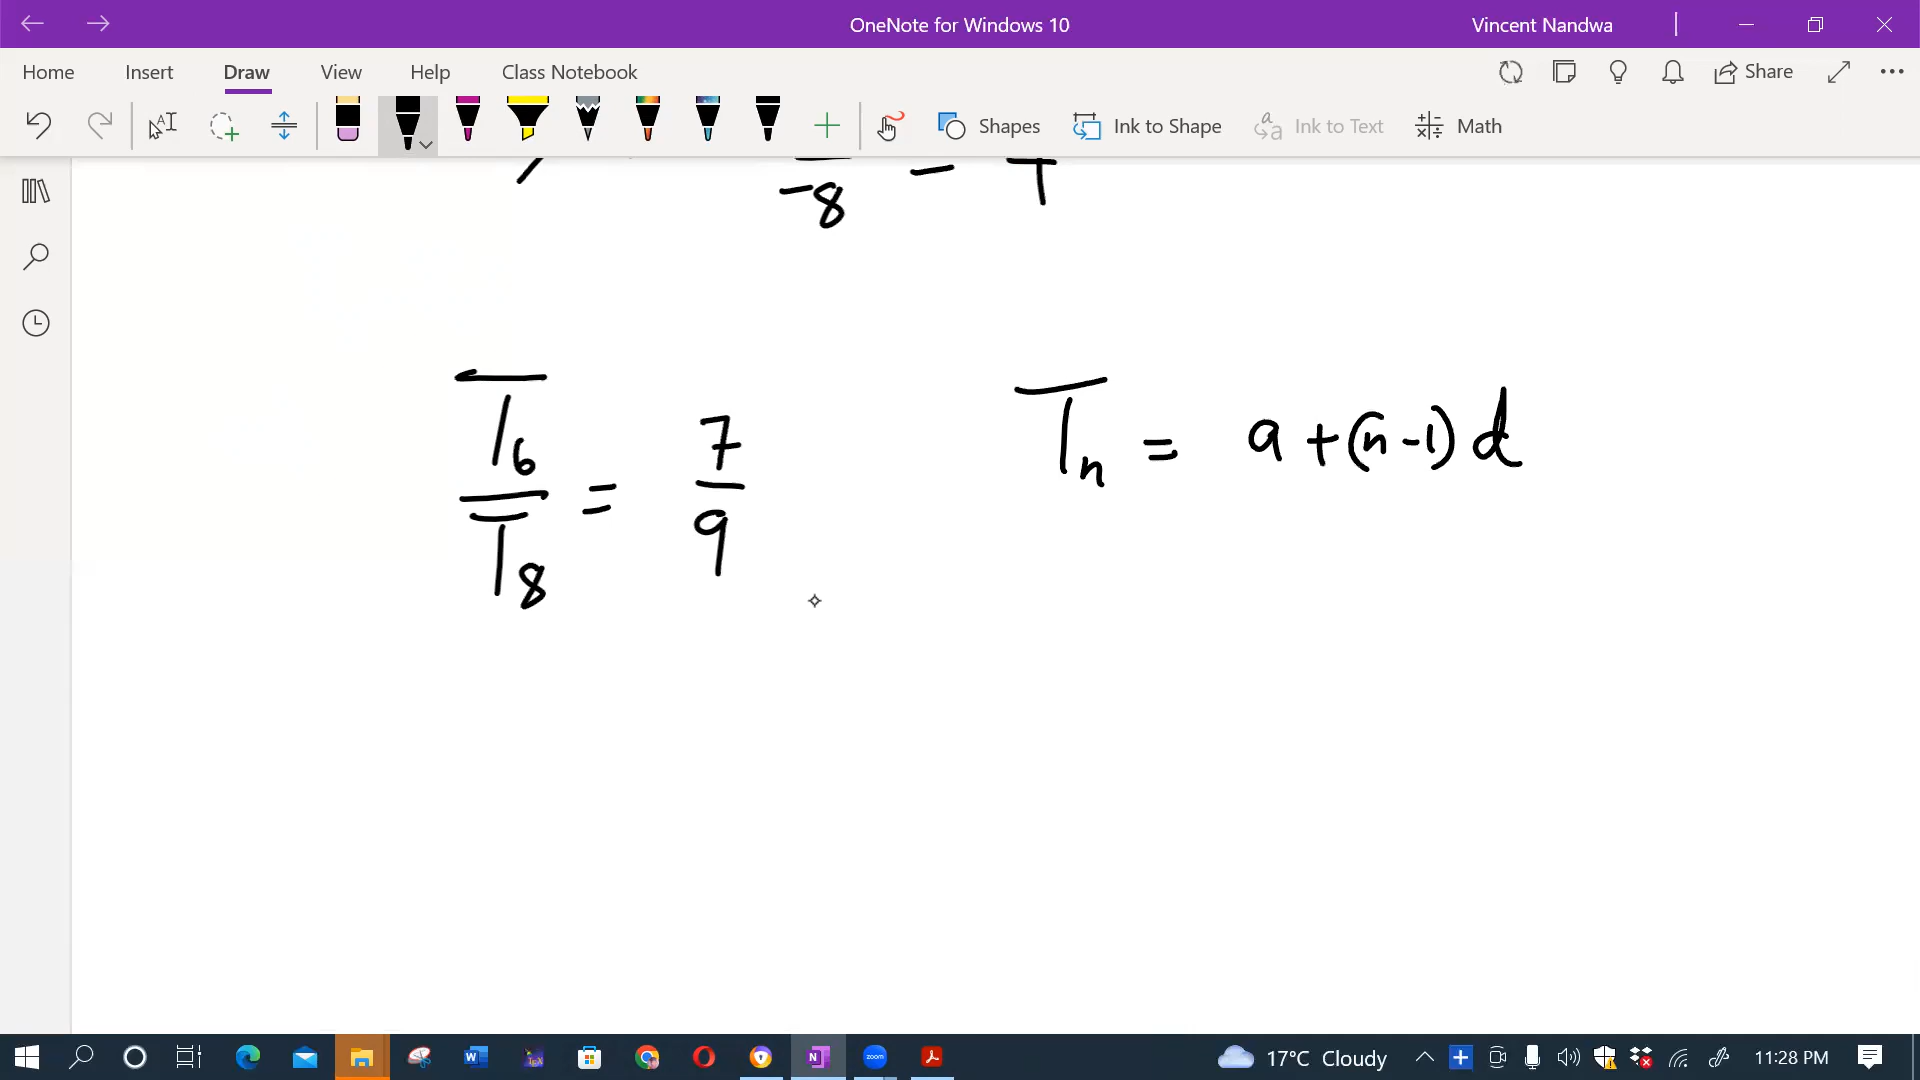 OneNote for Windows 10
Vincent Nandwa
Home Insert Draw View Help Class Notebook Share
Shapes Ink to Shape Ink to Text Math
-8
T6/T8 = 7/9
Tn = a + (n-1) d
17°C Cloudy
11:28 PM